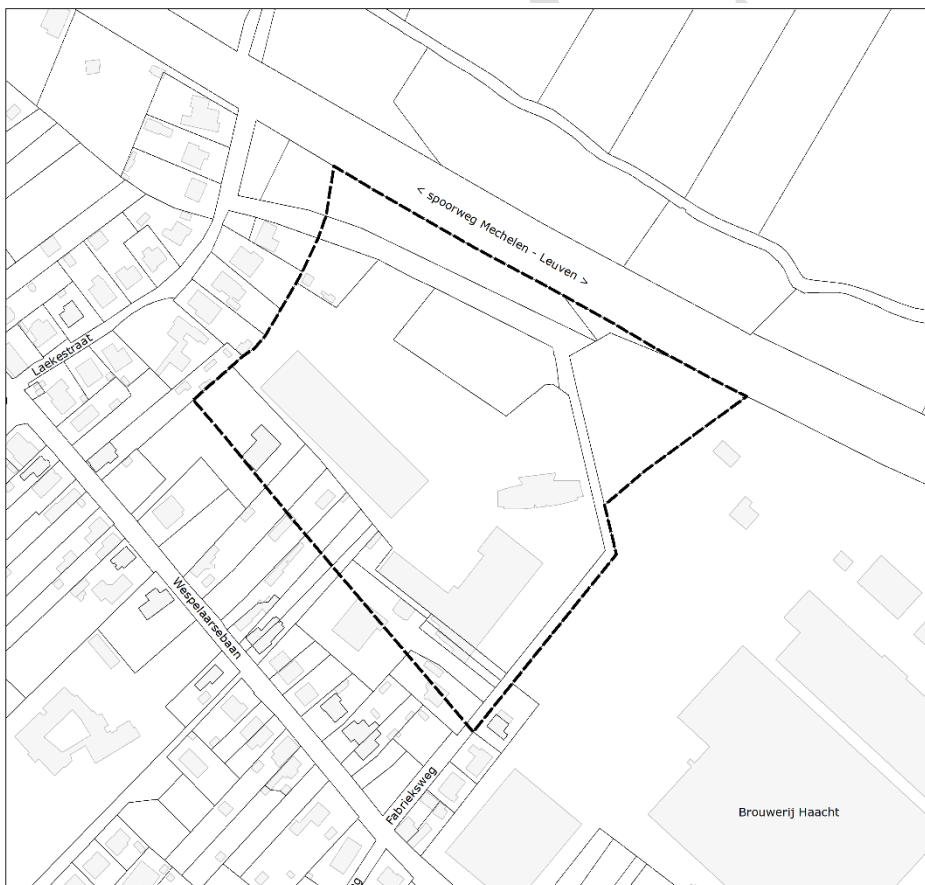 < spoorweg Mechelen - Leuven >
Laekestraat
Wespelaarsebaan
Fabrieksweg
Brouwerij Haacht